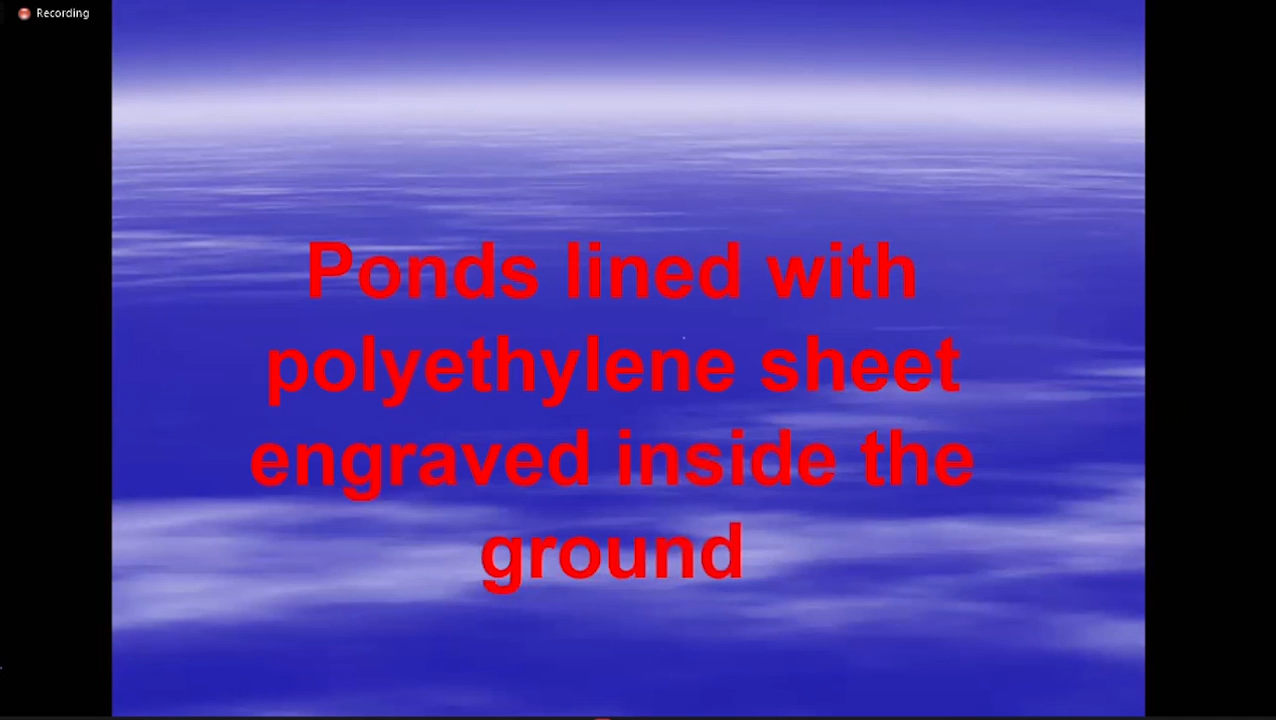 Recording
Ponds lined with
polyethylene sheet
engraved inside the
ground